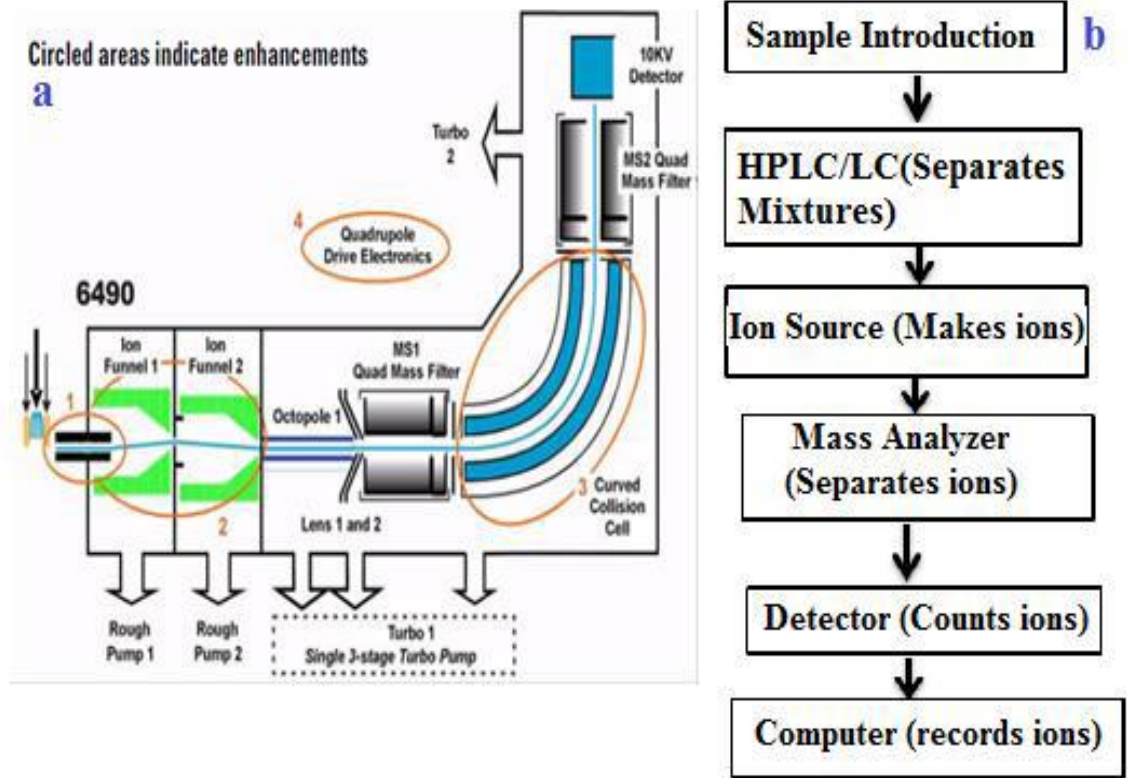 Circled areas indicate enhancements
a
10KV
Detector
Turbo
2
MS2 Quad
Mass Filter
4
Quadrupole
Drive Electronics
6490
Ion
Funnel 1
Ion
Funnel 2
MS1
Quad Mass Filter
1
Octopole 1
2
Lens 1 and 2
3
Curved
Collision
Cell
Rough
Pump 1
Rough
Pump 2
Turbo 1
Single 3-stage Turbo Pump
b
Sample Introduction
HPLC/LC(Separates
Mixtures)
Ion Source (Makes ions)
Mass Analyzer
(Separates ions)
Detector (Counts ions)
Computer (records ions)